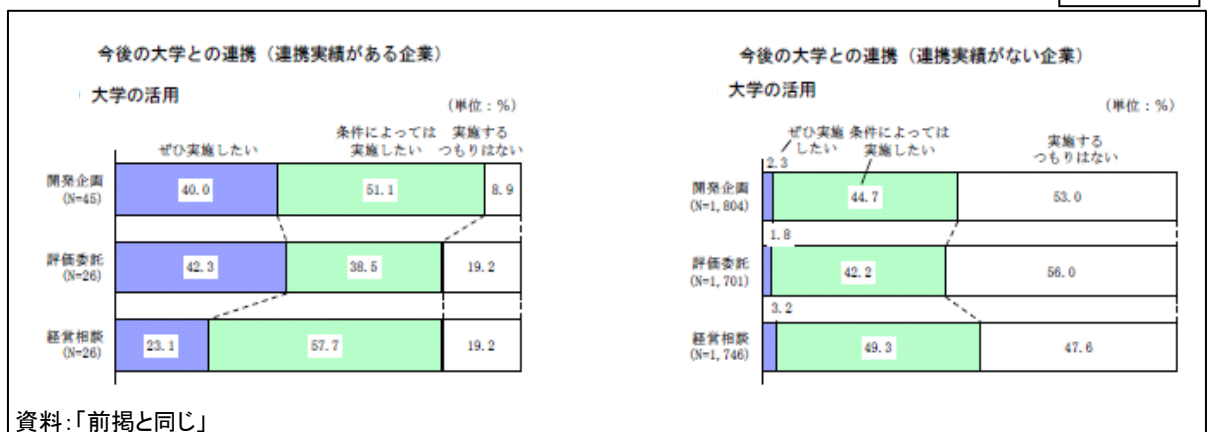 今後の大学との連携（連携実績がある企業）
大学の活用
（単位：％）
ぜひ実施したい
条件によっては
実施したい
実施する
つもりはない
開発企画
(N=45)
40.0
51.1
8.9
評価委託
(N=26)
42.3
38.5
19.2
経営相談
(N=26)
23.1
57.7
19.2
今後の大学との連携（連携実績がない企業）
大学の活用
（単位：％）
ぜひ実施
したい
条件によっては
実施したい
実施する
つもりはない
開発企画
(N=1,804)
2.3
44.7
53.0
評価委託
(N=1,701)
1.8
42.2
56.0
経営相談
(N=1,746)
3.2
49.3
47.6
資料：「前掲と同じ」